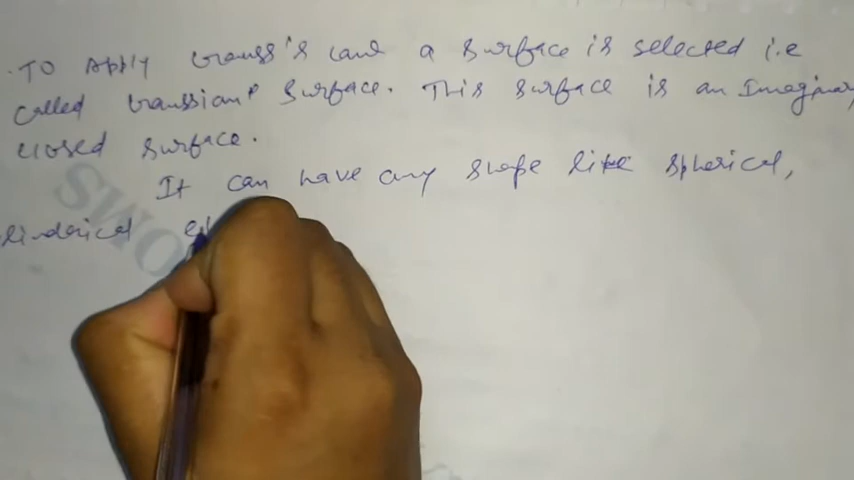 To Apply Gauss's Law a surface is selected i.e
called Gaussian surface. This surface is an Imaginary
closed surface.
It can have any shape like spherical,
lindrical